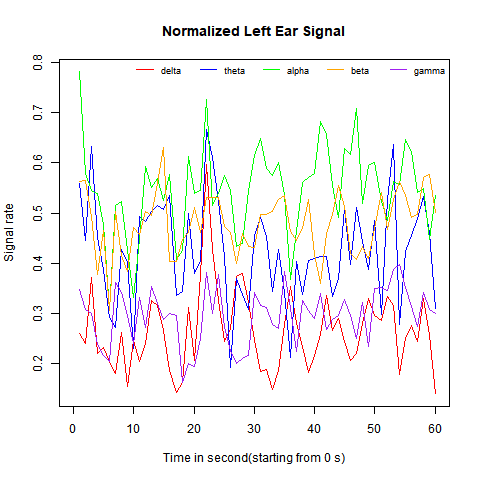 Normalized Left Ear Signal
delta theta alpha beta gamma
Signal rate
0.8
0.7
0.6
0.5
0.4
0.3
0.2
0 10 20 30 40 50 60
Time in second(starting from 0 s)